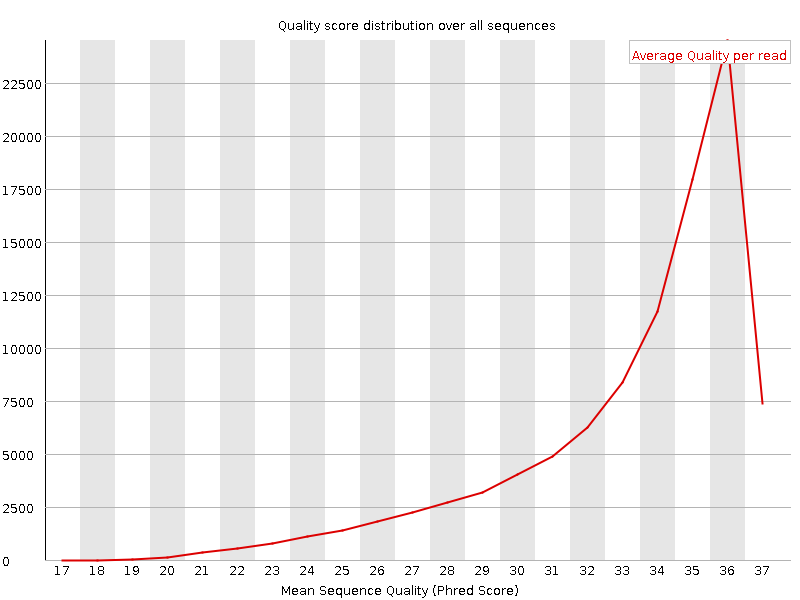 Quality score distribution over all sequences
Average Quality per read
22500
20000
17500
15000
12500
10000
7500
5000
2500
0
17 18 19 20 21 22 23 24 25 26 27 28 29 30 31 32 33 34 35 36 37
Mean Sequence Quality (Phred Score)